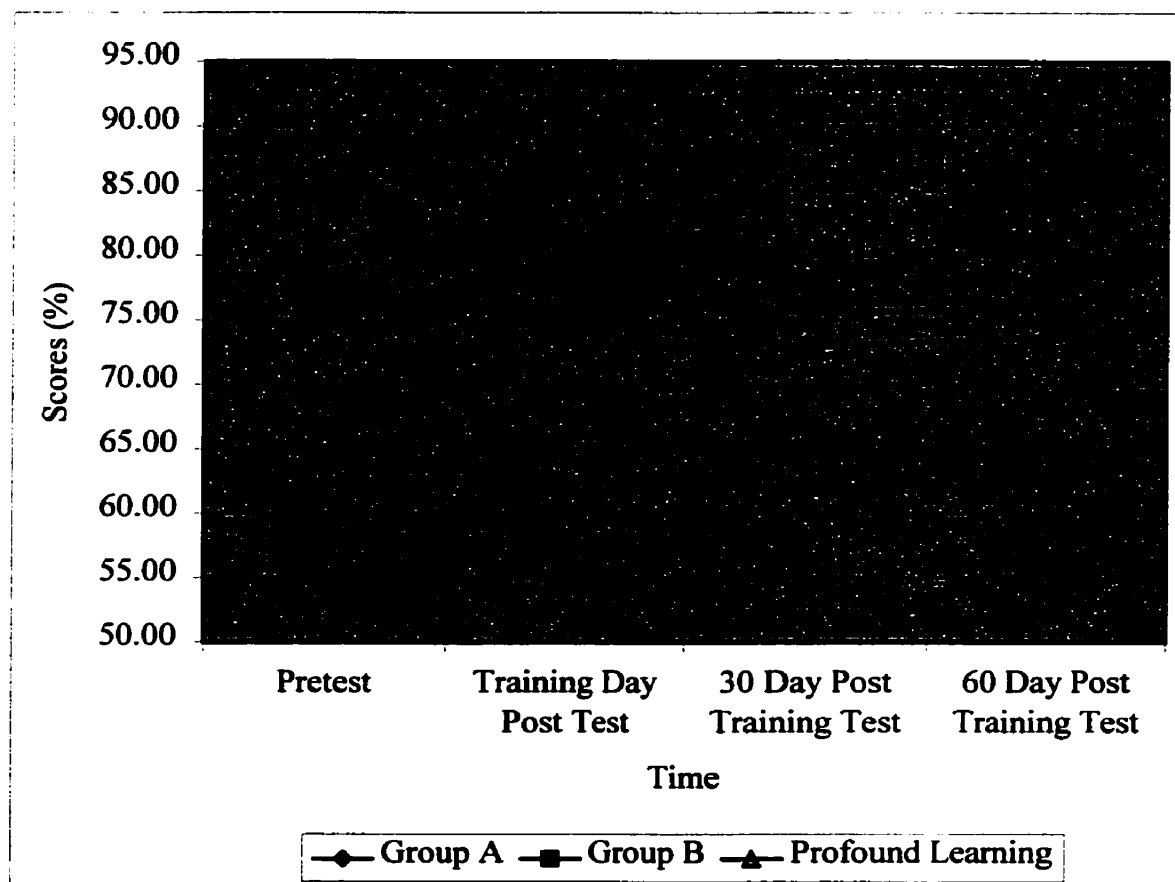 95.00
90.00
85.00
80.00
75.00
70.00
65.00
60.00
55.00
50.00
Scores (%)
Pretest
Training Day
Post Test
30 Day Post
Training Test
60 Day Post
Training Test
Time
Group A
Group B
Profound Learning